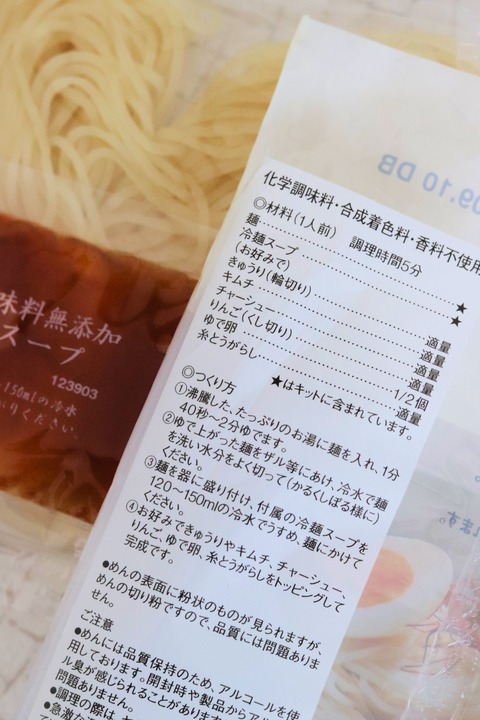 09.10 DB
化学調味料・合成着色料・香料不使用
◎材料(1人前)　調理時間5分
麺……………………★
冷麺スープ……………………★
(お好みで)
きゅうり(輪切り)……………………適量
キムチ……………………適量
チャーシュー……………………適量
りんご(くし切り)……………………適量
ゆで卵……………………1/2個
糸とうがらし……………………適量
★はキットに含まれています。
◎つくり方
①沸騰した、たっぷりのお湯に麺を入れ、1分
40秒～2分ゆでます。
②ゆで上がった麺をザル等にあけ、冷水で麺
を洗い水分をよく切って(かるくしぼる様に)
ください。
③麺を器に盛り付け、付属の冷麺スープを
120～150mlの冷水でうすめ、麺にかけて
ください。
④お好みできゅうりやキムチ、チャーシュー、
りんご、ゆで卵、糸とうがらしをトッピングして
完成です。
●めんの表面に粉状のものが見られますが、
めんの切り粉ですので、品質には問題ありま
せん。
ご注意
●めんには品質保持のため、アルコールを使
用しております。開封時や製品からアルコー
ル臭が感じられることがありますが
問題ありません。
●調理の際は、
●急激な
味料無添加
スープ
123903
150mlの冷水
ください。